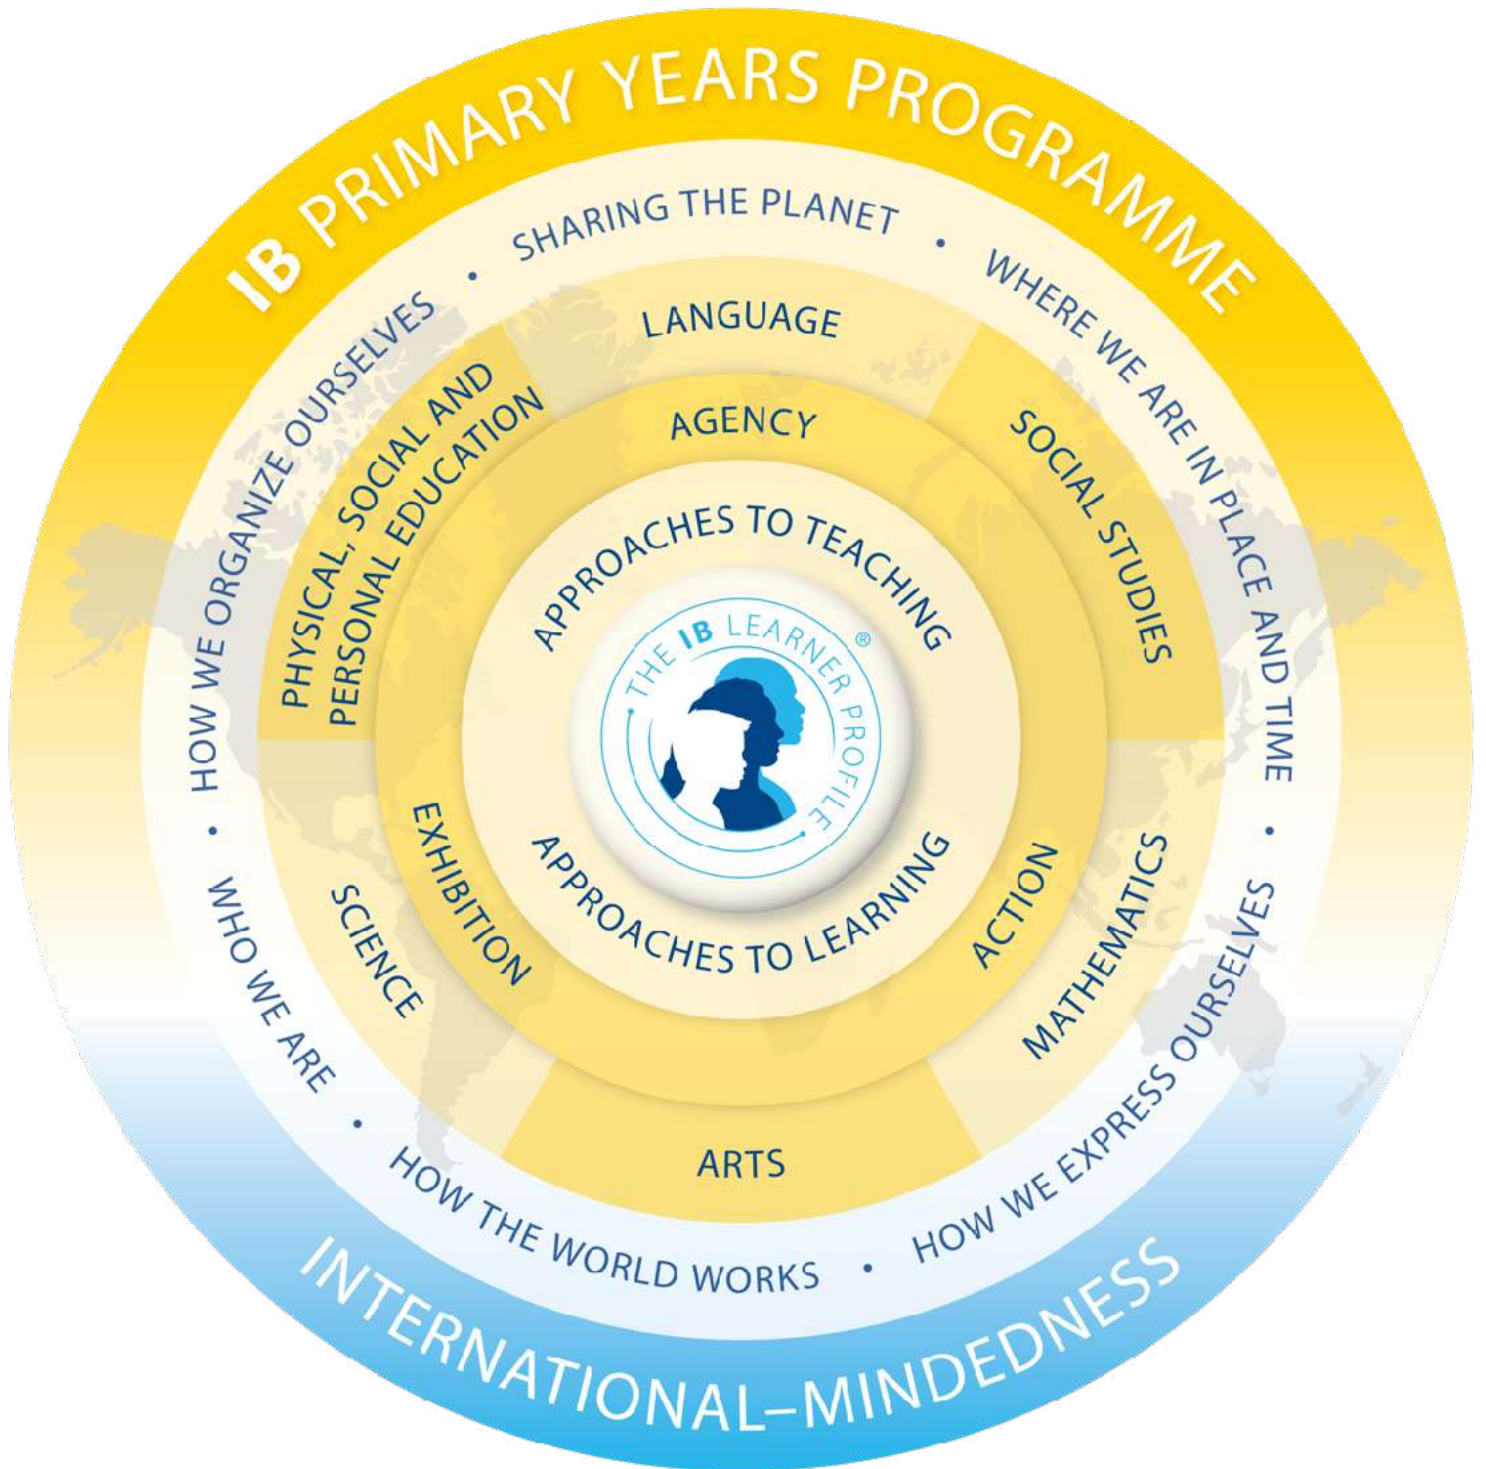 IB PRIMARY YEARS PROGRAMME
SHARING THE PLANET
•
WHERE WE ARE IN PLACE AND TIME
•
HOW WE EXPRESS OURSELVES
•
HOW THE WORLD WORKS
•
WHO WE ARE
•
HOW WE ORGANIZE OURSELVES
•
LANGUAGE
SOCIAL STUDIES
MATHEMATICS
ARTS
SCIENCE
PHYSICAL, SOCIAL AND
PERSONAL EDUCATION
AGENCY
ACTION
EXHIBITION
APPROACHES TO TEACHING
THE IB LEARNER PROFILE
®
APPROACHES TO LEARNING
INTERNATIONAL–MINDEDNESS